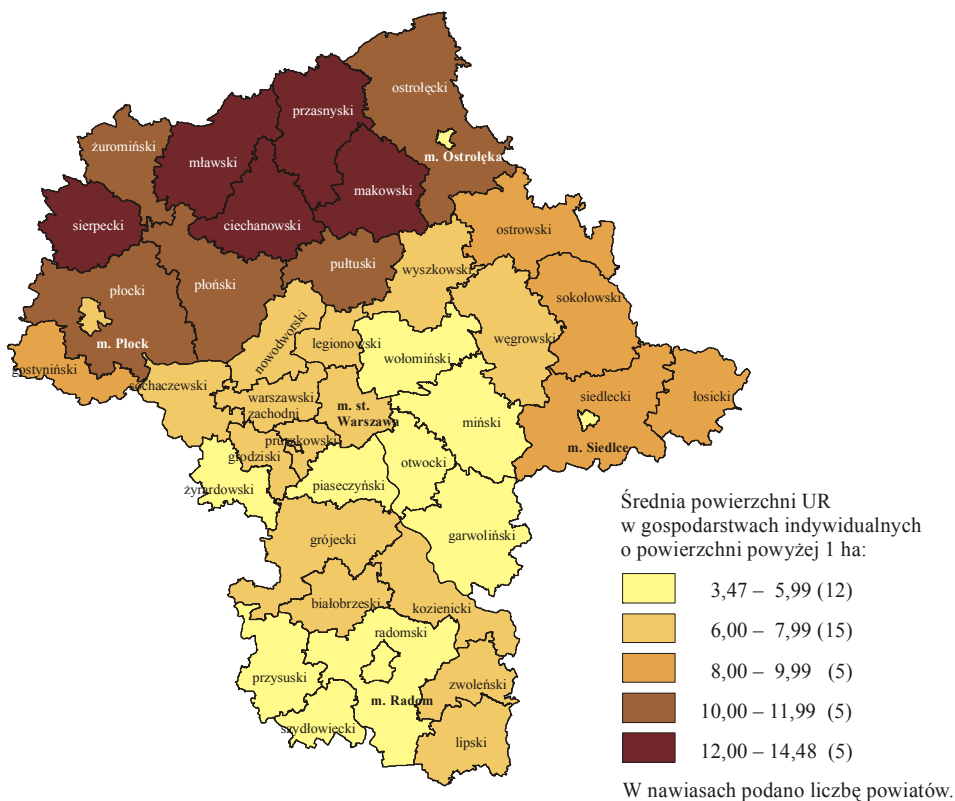 ostrołęcki
przasnyski
żuromiński
mławski
m. Ostrołęka
makowski
sierpecki
ciechanowski
ostrowski
pułtuski
wyszkowski
płocki
płoński
sokołowski
nowodworski
legionowski
węgrowski
m. Płock
wołomiński
gostyniński
sochaczewski
warszawski
zachodni
m. st.
Warszawa
siedlecki
łosicki
miński
pruszkowski
m. Siedlce
grodziski
otwocki
żyrardowski
piaseczyński
garwoliński
grójecki
białobrzeski
kozienicki
radomski
przysuski
zwoleński
m. Radom
szydłowiecki
lipski
Średnia powierzchni UR
w gospodarstwach indywidualnych
o powierzchni powyżej 1 ha:
3,47 – 5,99 (12)
6,00 – 7,99 (15)
8,00 – 9,99 (5)
10,00 – 11,99 (5)
12,00 – 14,48 (5)
W nawiasach podano liczbę powiatów.